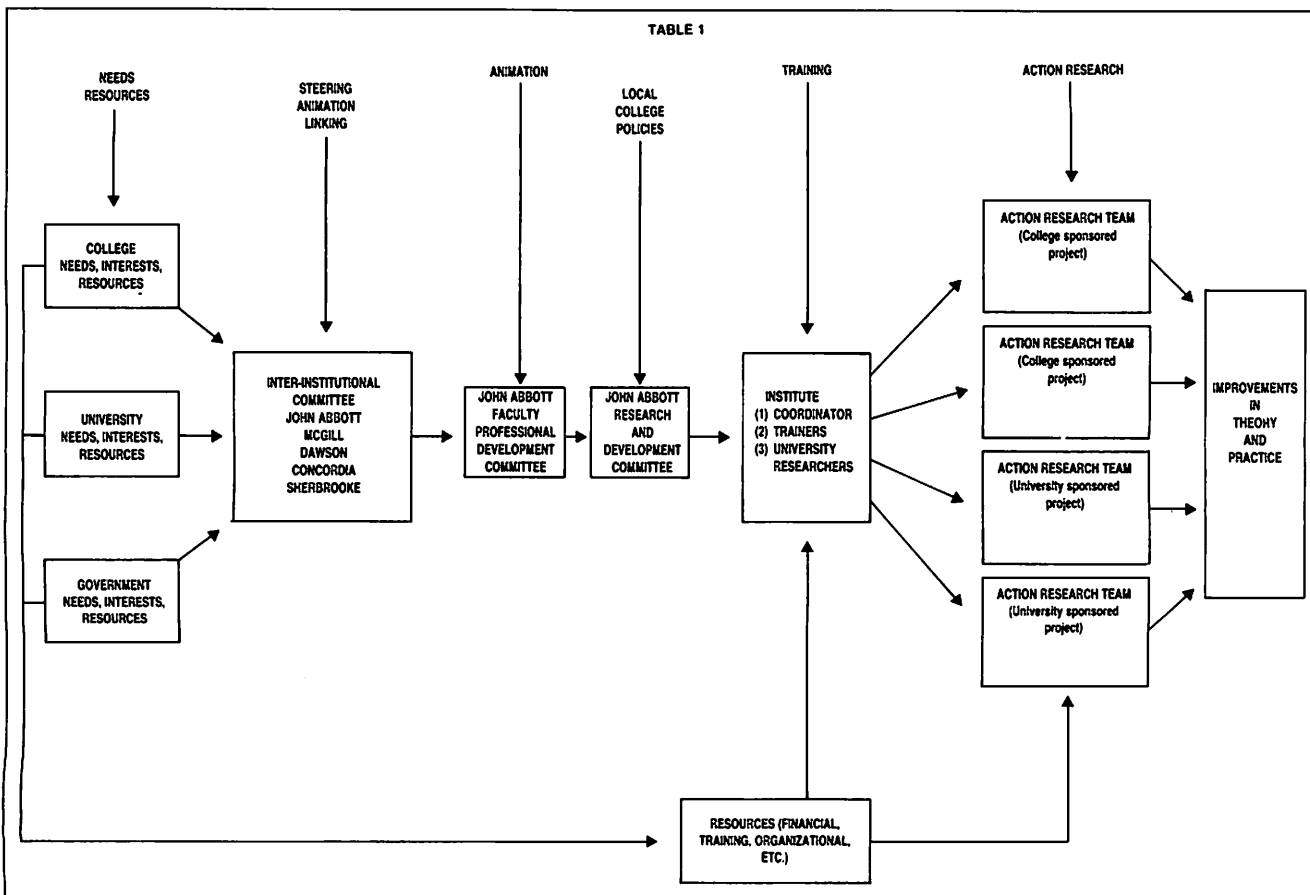 TABLE 1
NEEDS
RESOURCES
STEERING
ANIMATION
LINKING
ANIMATION
LOCAL
COLLEGE
POLICIES
TRAINING
ACTION RESEARCH
COLLEGE
NEEDS, INTERESTS,
RESOURCES
UNIVERSITY
NEEDS, INTERESTS,
RESOURCES
GOVERNMENT
NEEDS, INTERESTS,
RESOURCES
INTER-INSTITUTIONAL
COMMITTEE
JOHN ABBOTT
MCGILL
DAWSON
CONCORDIA
SHERBROOKE
JOHN ABBOTT
FACULTY
PROFESSIONAL
DEVELOPMENT
COMMITTEE
JOHN ABBOTT
RESEARCH
AND
DEVELOPMENT
COMMITTEE
INSTITUTE
(1) COORDINATOR
(2) TRAINERS
(3) UNIVERSITY
RESEARCHERS
ACTION RESEARCH TEAM
(College sponsored
project)
ACTION RESEARCH TEAM
(College sponsored
project)
ACTION RESEARCH TEAM
(University sponsored
project)
ACTION RESEARCH TEAM
(University sponsored
project)
IMPROVEMENTS
IN
THEORY
AND
PRACTICE
RESOURCES (FINANCIAL,
TRAINING, ORGANIZATIONAL,
ETC.)